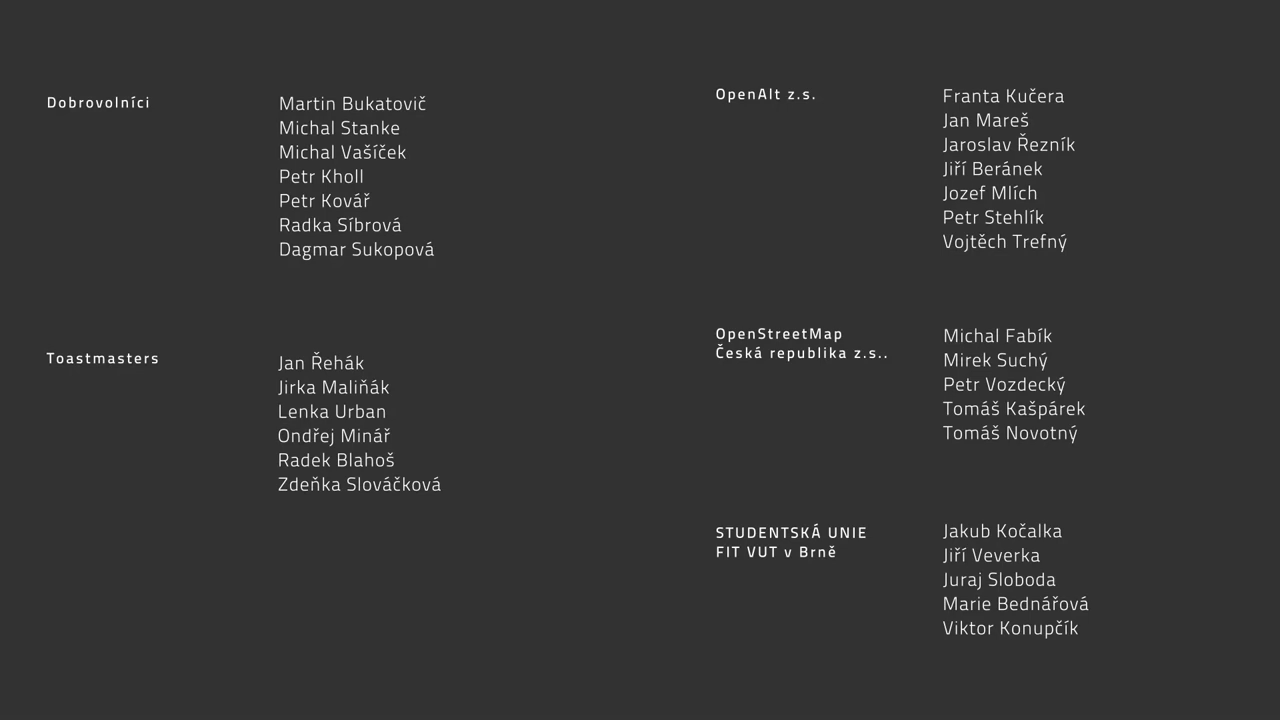 Dobrovolníci
Martin Bukatovič
Michal Stanke
Michal Vašíček
Petr Kholl
Petr Kovář
Radka Síbrová
Dagmar Sukopová
Toastmasters
Jan Řehák
Jirka Maliňák
Lenka Urban
Ondřej Minář
Radek Blahoš
Zdeňka Slováčková
OpenAlt z.s.
Franta Kučera
Jan Mareš
Jaroslav Řezník
Jiří Beránek
Jozef Mlích
Petr Stehlík
Vojtěch Trefný
OpenStreetMap
Česká republika z.s..
Michal Fabík
Mirek Suchý
Petr Vozdecký
Tomáš Kašpárek
Tomáš Novotný
STUDENTSKÁ UNIE
FIT VUT v Brně
Jakub Kočalka
Jiří Veverka
Juraj Sloboda
Marie Bednářová
Viktor Konupčík